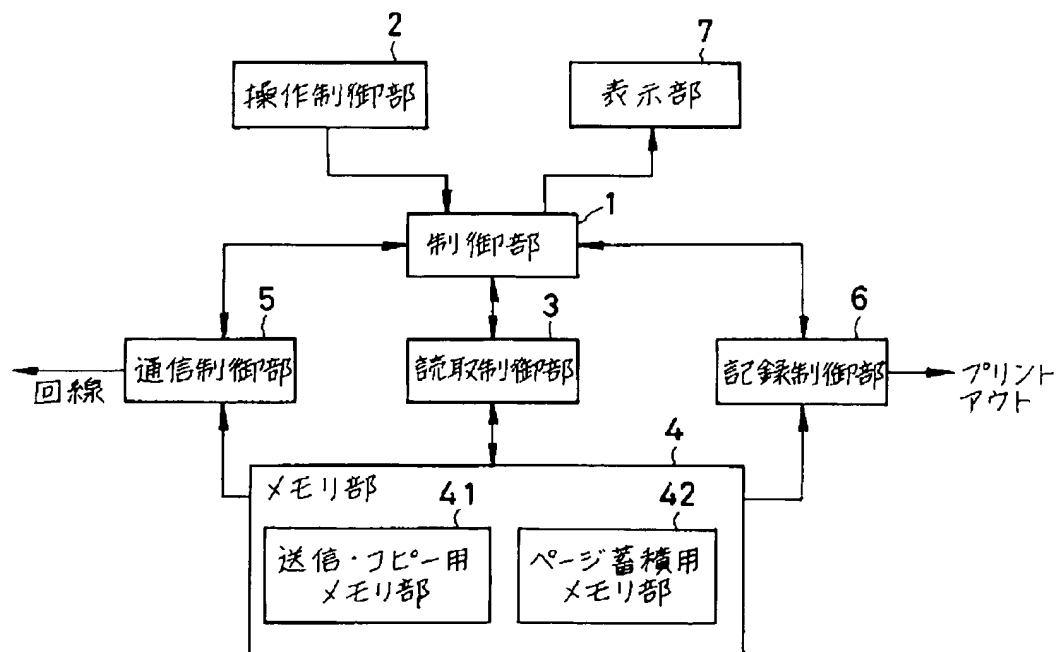 2
7
操作制御部
表示部
1
制御部
5
3
6
通信制御部
読取制御部
記録制御部
回線
プリント
アウト
4
メモリ部
41
42
送信・コピー用
メモリ部
ページ蓄積用
メモリ部